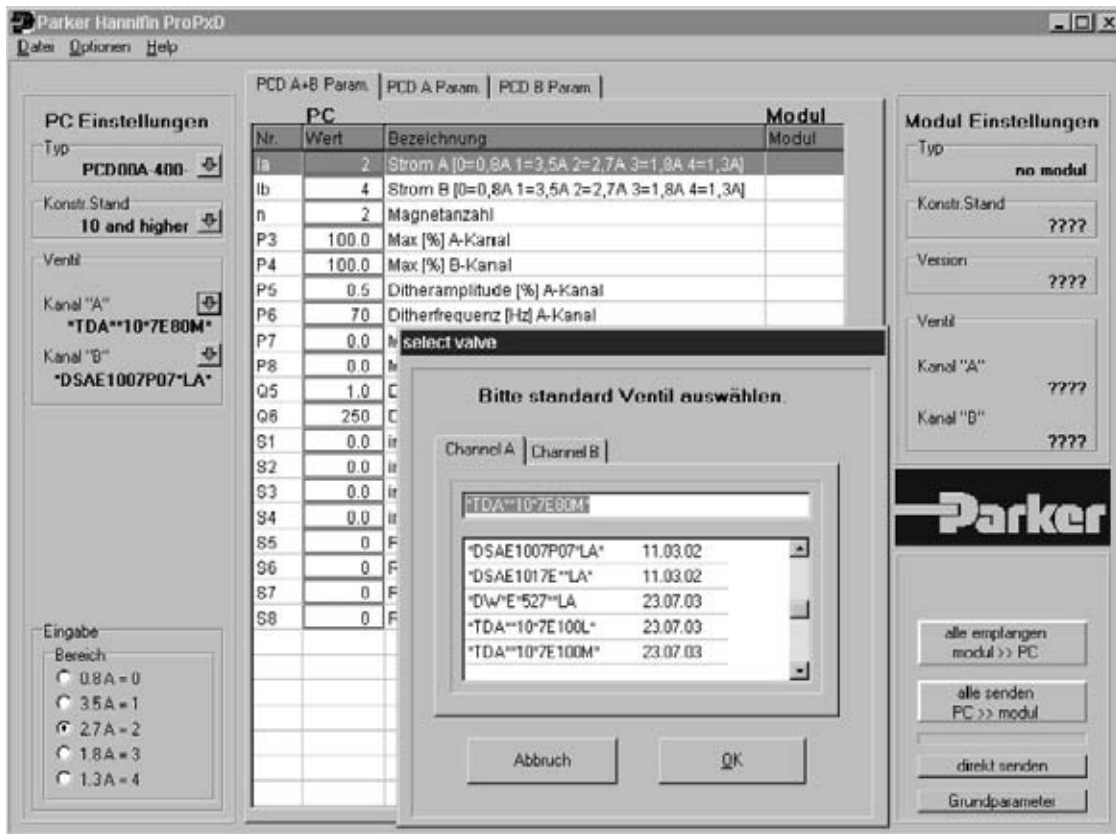 Parker Hannifin ProPxD
Datei Optionen Help
PC Einstellungen
Typ
PCD00A-400-
Konstr.Stand
10 and higher
Ventil
Kanal "A"
*TDA**10*7E80M*
Kanal "B"
*DSAE1007P07*LA*
Eingabe
Bereich
0.8 A = 0
3.5 A = 1
2.7 A = 2
1.8 A = 3
1.3 A = 4
PCD A+B Param. PCD A Param. PCD B Param.
PC Modul
Nr. Wert Bezeichnung Modul
Ia 2 Strom A [0=0,8A 1=3,5A 2=2,7A 3=1,8A 4=1,3A]
Ib 4 Strom B [0=0,8A 1=3,5A 2=2,7A 3=1,8A 4=1,3A]
n 2 Magnetanzahl
P3 100.0 Max [%] A-Kanal
P4 100.0 Max [%] B-Kanal
P5 0.5 Ditheramplitude [%] A-Kanal
P6 70 Ditherfrequenz [Hz] A-Kanal
P7 0.0
P8 0.0
Q5 1.0
Q6 250
S1 0.0
S2 0.0
S3 0.0
S4 0.0
S5 0
S6 0
S7 0
S8 0
select valve
Bitte standard Ventil auswählen.
Channel A Channel B
*TDA**10*7E80M*
*DSAE1007P07*LA* 11.03.02
*DSAE1017E**LA* 11.03.02
*DW*E*527**LA 23.07.03
*TDA**10*7E100L* 23.07.03
*TDA**10*7E100M* 23.07.03
Abbruch OK
Modul Einstellungen
Typ
no modul
Konstr.Stand
????
Version
????
Ventil
Kanal "A"
????
Kanal "B"
????
Parker
alle empfangen
modul >> PC
alle senden
PC >> modul
direkt senden
Grundparameter